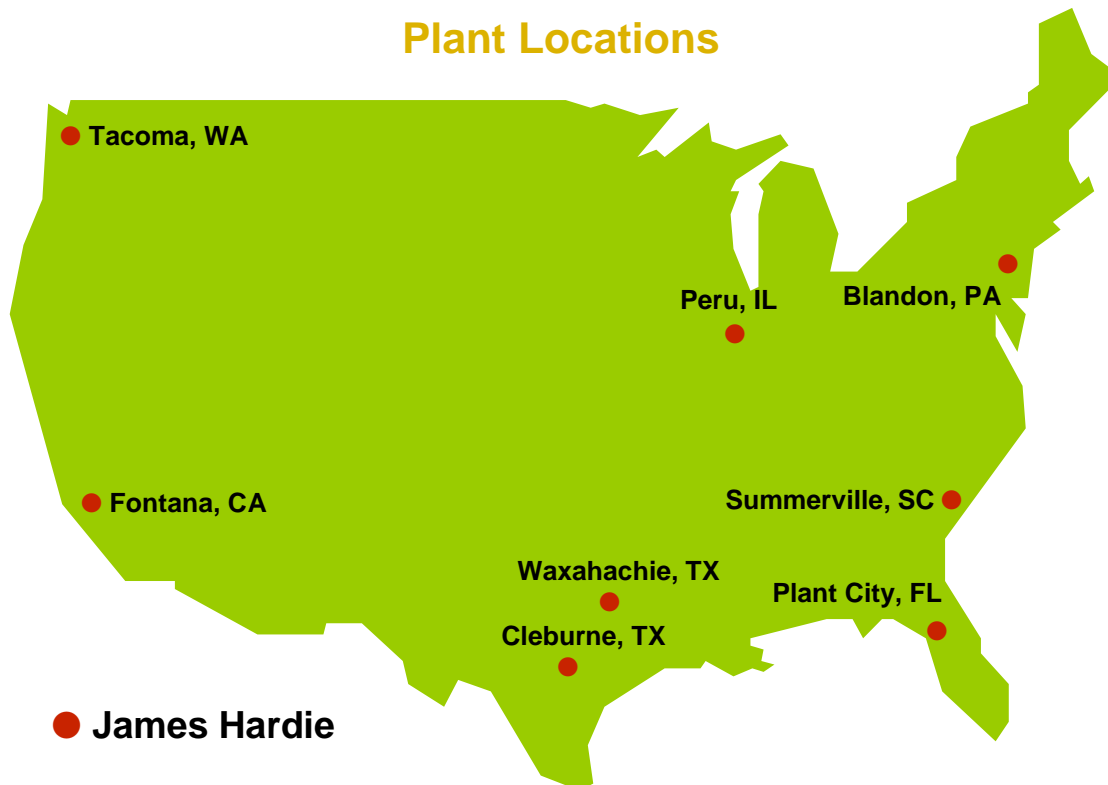 Plant Locations
Tacoma, WA
Peru, IL
Blandon, PA
Fontana, CA
Summerville, SC
Waxahachie, TX
Plant City, FL
Cleburne, TX
James Hardie